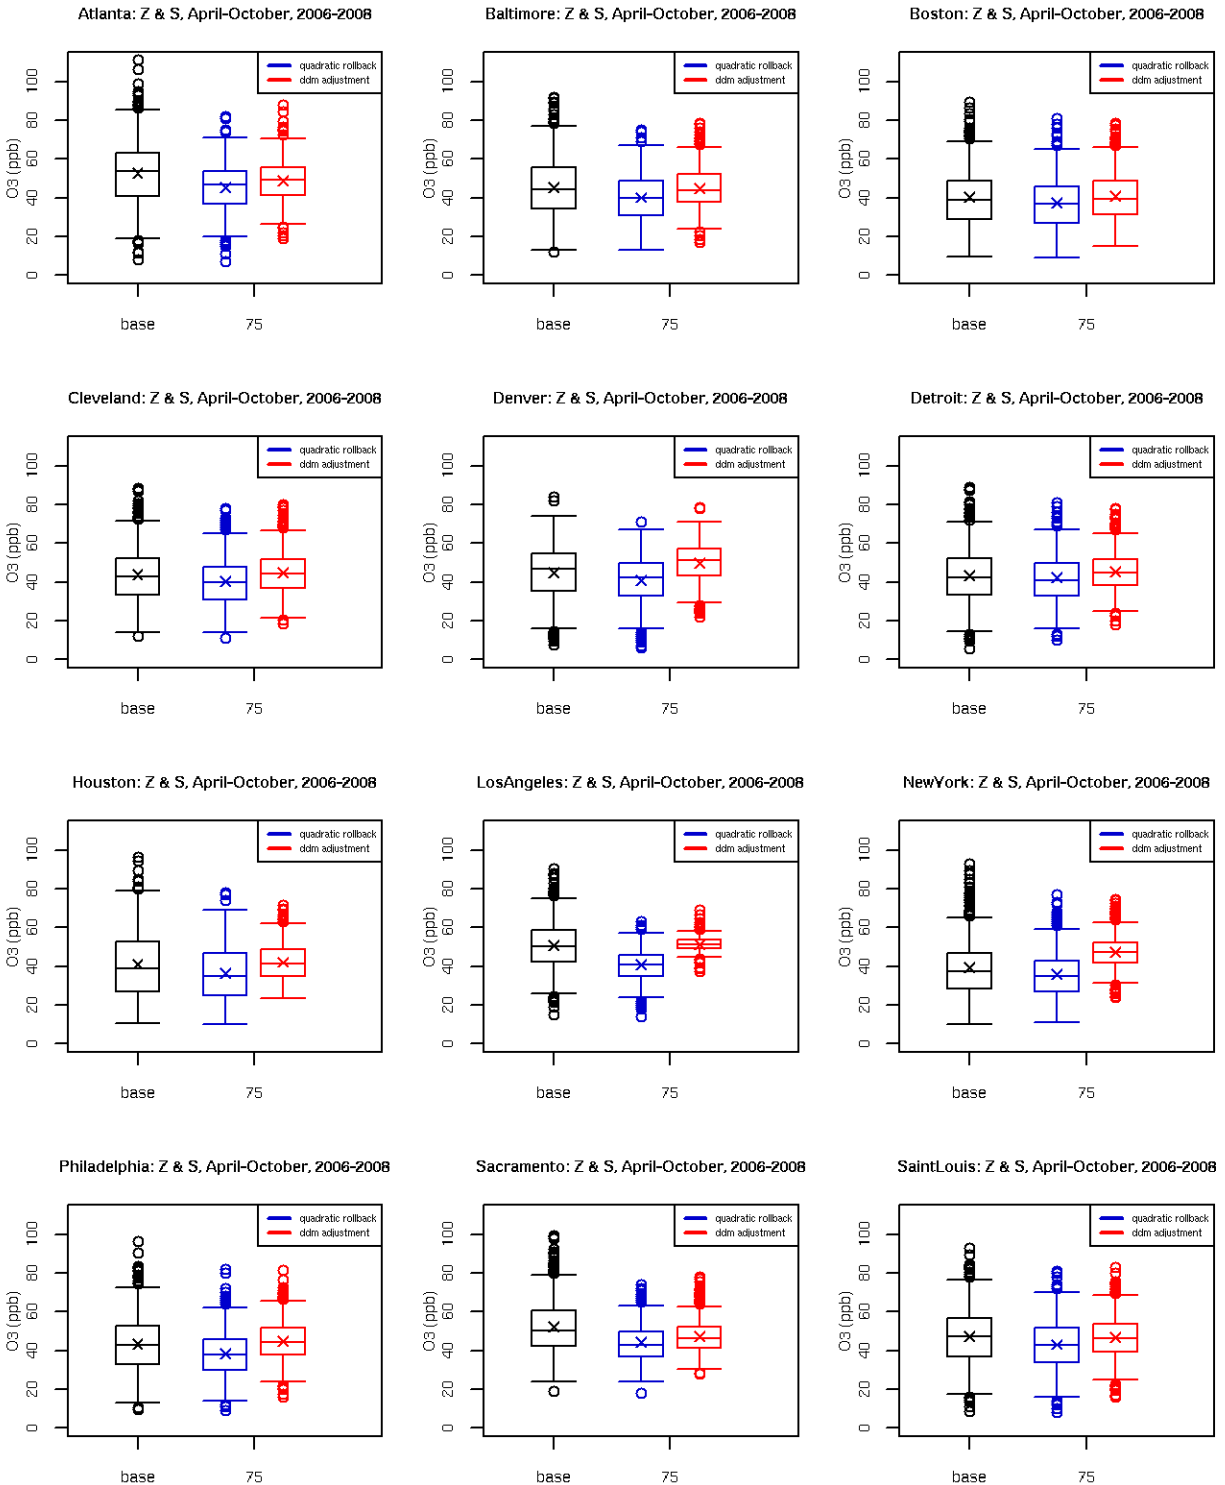 Atlanta: Z & S, April-October, 2006-2008
Baltimore: Z & S, April-October, 2006-2008
Boston: Z & S, April-October, 2006-2008
quadratic rollback
ddm adjustment
quadratic rollback
ddm adjustment
quadratic rollback
ddm adjustment
O3 (ppb)
0 20 40 60 80 100
O3 (ppb)
0 20 40 60 80 100
O3 (ppb)
0 20 40 60 80 100
base 75
base 75
base 75
Cleveland: Z & S, April-October, 2006-2008
Denver: Z & S, April-October, 2006-2008
Detroit: Z & S, April-October, 2006-2008
quadratic rollback
ddm adjustment
quadratic rollback
ddm adjustment
quadratic rollback
ddm adjustment
O3 (ppb)
0 20 40 60 80 100
O3 (ppb)
0 20 40 60 80 100
O3 (ppb)
0 20 40 60 80 100
base 75
base 75
base 75
Houston: Z & S, April-October, 2006-2008
LosAngeles: Z & S, April-October, 2006-2008
NewYork: Z & S, April-October, 2006-2008
quadratic rollback
ddm adjustment
quadratic rollback
ddm adjustment
quadratic rollback
ddm adjustment
O3 (ppb)
0 20 40 60 80 100
O3 (ppb)
0 20 40 60 80 100
O3 (ppb)
0 20 40 60 80 100
base 75
base 75
base 75
Philadelphia: Z & S, April-October, 2006-2008
Sacramento: Z & S, April-October, 2006-2008
SaintLouis: Z & S, April-October, 2006-2008
quadratic rollback
ddm adjustment
quadratic rollback
ddm adjustment
quadratic rollback
ddm adjustment
O3 (ppb)
0 20 40 60 80 100
O3 (ppb)
0 20 40 60 80 100
O3 (ppb)
0 20 40 60 80 100
base 75
base 75
base 75